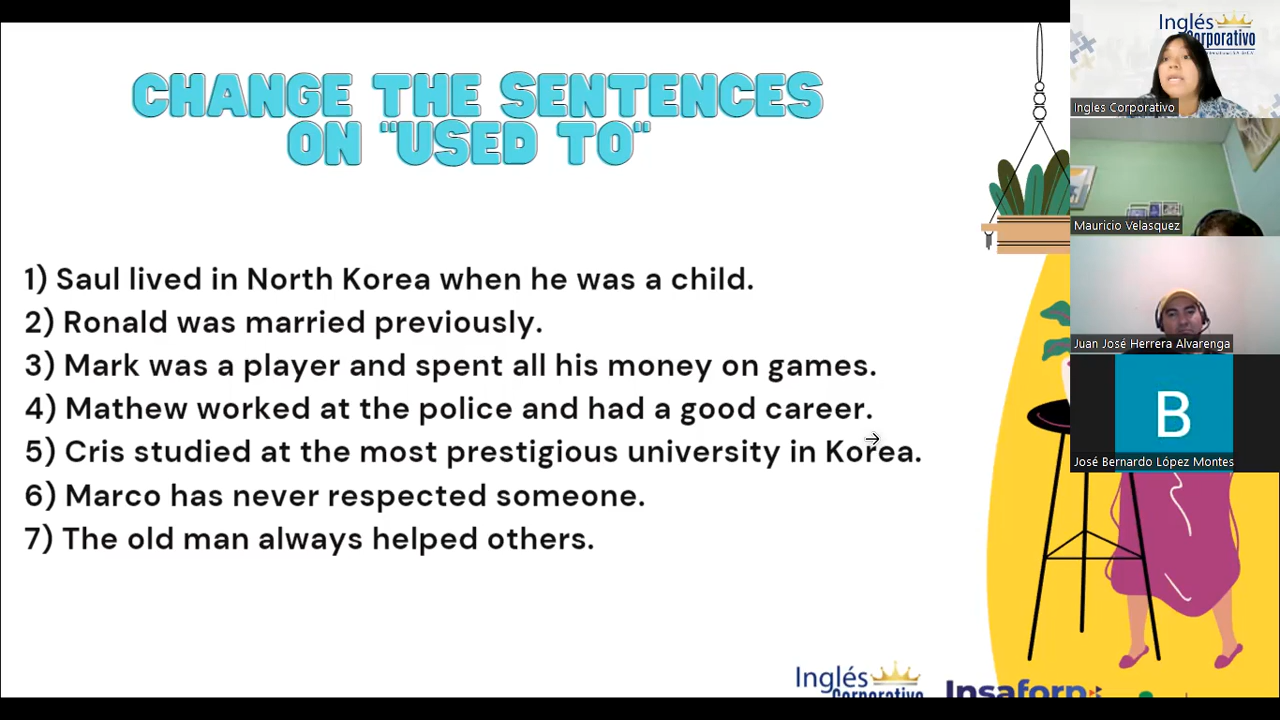 CHANGE THE SENTENCES
ON "USED TO"
1) Saul lived in North Korea when he was a child.
2) Ronald was married previously.
3) Mark was a player and spent all his money on games.
4) Mathew worked at the police and had a good career.
5) Cris studied at the most prestigious university in Korea.
6) Marco has never respected someone.
7) The old man always helped others.
Inglés
Corporativo
Insaforp
Inglés
Corporativo
Ingles Corporativo
Mauricio Velasquez
Juan José Herrera Alvarenga
B
José Bernardo López Montes